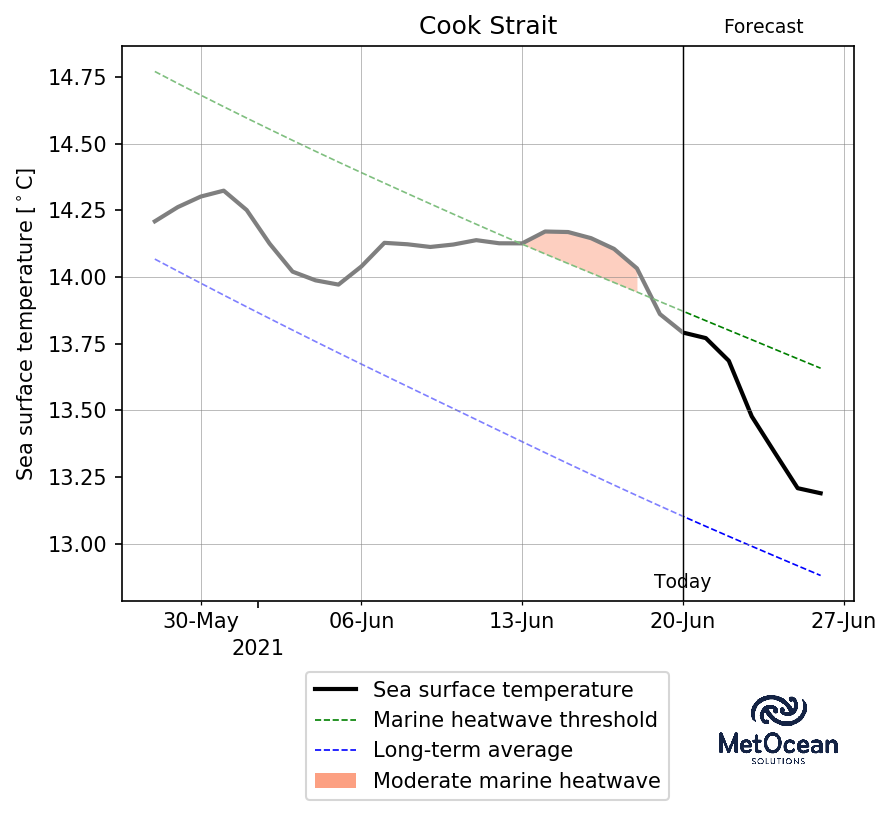 Cook Strait
Forecast
Sea surface temperature [°C]
14.75
14.50
14.25
14.00
13.75
13.50
13.25
13.00
Today
30-May 06-Jun 13-Jun 20-Jun 27-Jun
2021
Sea surface temperature
Marine heatwave threshold
Long-term average
Moderate marine heatwave
MetOcean
SOLUTIONS